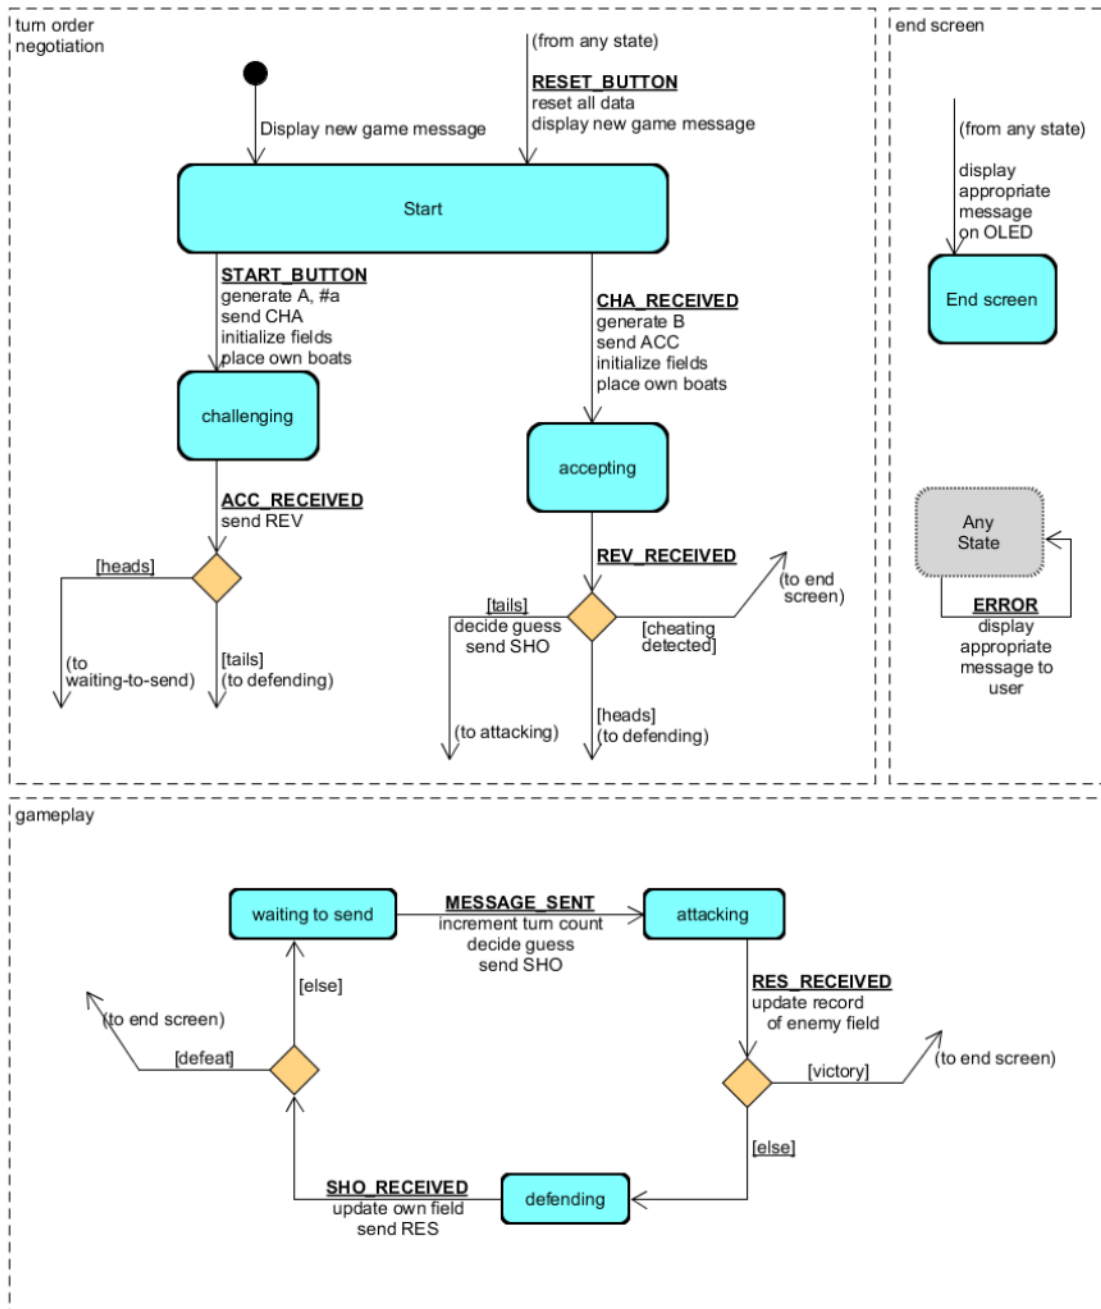 turn order
negotiation
(from any state)
RESET_BUTTON
reset all data
display new game message
Display new game message
Start
START_BUTTON
generate A, #a
send CHA
initialize fields
place own boats
CHA_RECEIVED
generate B
send ACC
initialize fields
place own boats
challenging
accepting
ACC_RECEIVED
send REV
[heads]
(to
waiting-to-send)
[tails]
(to defending)
REV_RECEIVED
[tails]
decide guess
send SHO
[cheating
detected]
(to end
screen)
(to attacking)
[heads]
(to defending)
end screen
(from any state)
display
appropriate
message
on OLED
End screen
Any
State
ERROR
display
appropriate
message to
user
gameplay
waiting to send
MESSAGE_SENT
increment turn count
decide guess
send SHO
attacking
RES_RECEIVED
update record
of enemy field
[victory]
(to end screen)
[else]
defending
SHO_RECEIVED
update own field
send RES
[defeat]
(to end screen)
[else]